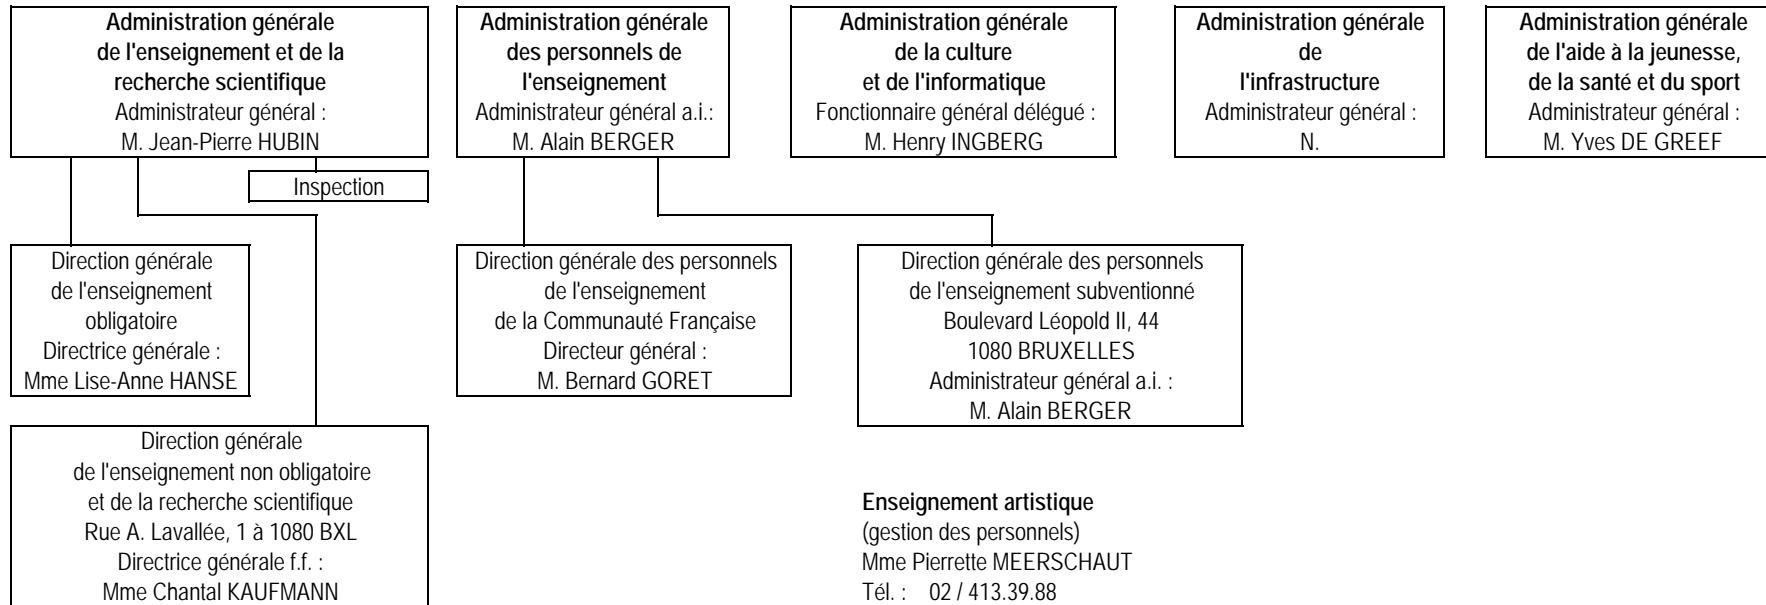 Administration générale
de l'enseignement et de la
recherche scientifique
Administrateur général :
M. Jean-Pierre HUBIN
Administration générale
des personnels de
l'enseignement
Administrateur général a.i.:
M. Alain BERGER
Administration générale
de la culture
et de l'informatique
Fonctionnaire général délégué :
M. Henry INGBERG
Administration générale
de
l'infrastructure
Administrateur général :
N.
Administration générale
de l'aide à la jeunesse,
de la santé et du sport
Administrateur général :
M. Yves DE GREEF
Inspection
Direction générale
de l'enseignement
obligatoire
Directrice générale :
Mme Lise-Anne HANSE
Direction générale des personnels
de l'enseignement
de la Communauté Française
Directeur général :
M. Bernard GORET
Direction générale des personnels
de l'enseignement subventionné
Boulevard Léopold II, 44
1080 BRUXELLES
Administrateur général a.i. :
M. Alain BERGER
Direction générale
de l'enseignement non obligatoire
et de la recherche scientifique
Rue A. Lavallée, 1 à 1080 BXL
Directrice générale f.f. :
Mme Chantal KAUFMANN
Enseignement artistique
(gestion des personnels)
Mme Pierrette MEERSCHAUT
Tél. : 02 / 413.39.88